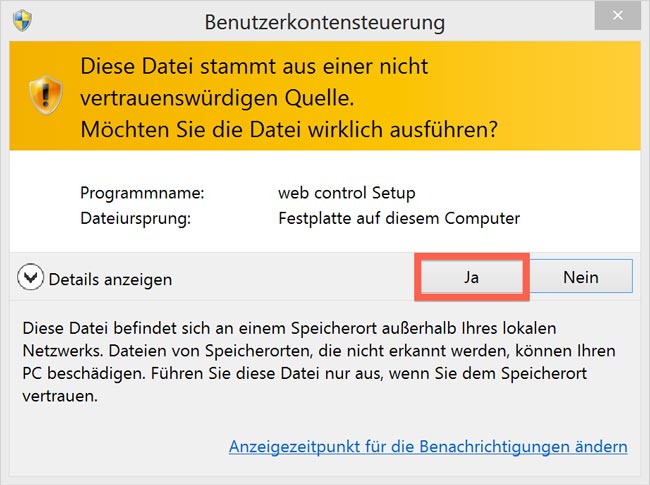 Benutzerkontensteuerung
Diese Datei stammt aus einer nicht
vertrauenswürdigen Quelle.
Möchten Sie die Datei wirklich ausführen?
Programmname: web control Setup
Dateiursprung: Festplatte auf diesem Computer
Details anzeigen Ja Nein
Diese Datei befindet sich an einem Speicherort außerhalb Ihres lokalen
Netzwerks. Dateien von Speicherorten, die nicht erkannt werden, können Ihren
PC beschädigen. Führen Sie diese Datei nur aus, wenn Sie dem Speicherort
vertrauen.
Anzeigezeitpunkt für die Benachrichtigungen ändern